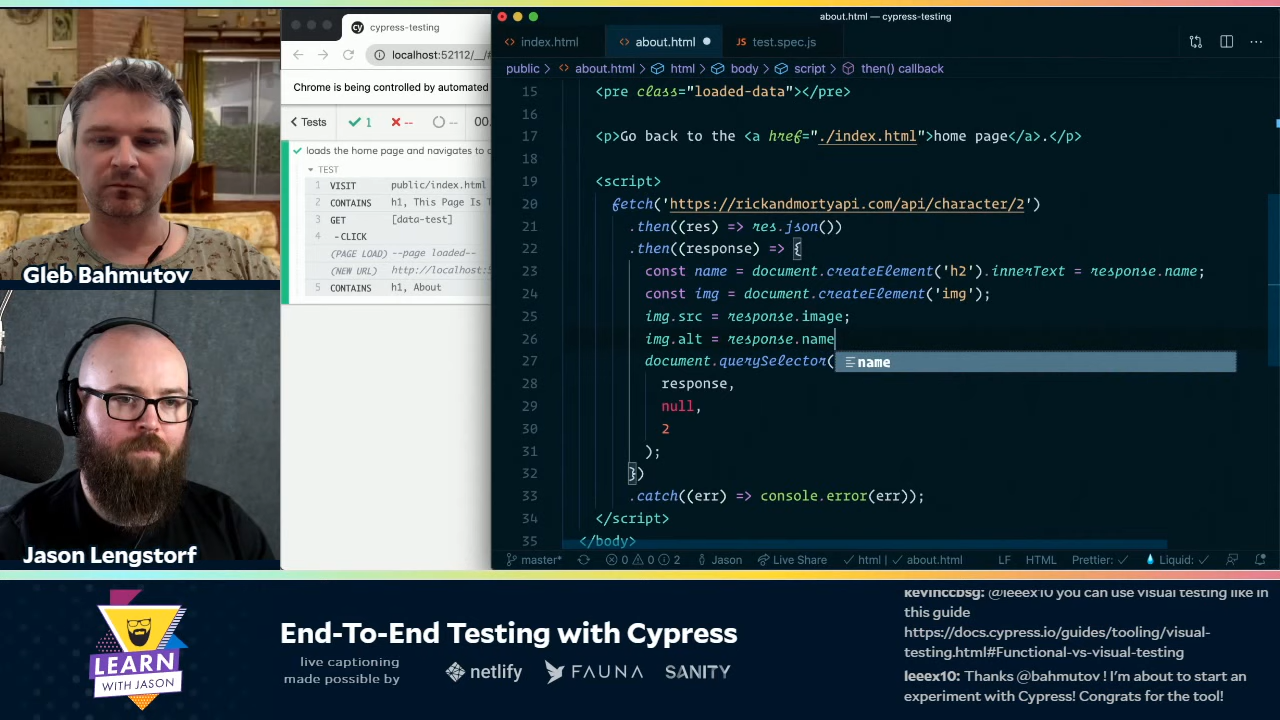 Gleb Bahmutov
Jason Lengstorf
cypress-testing
localhost:52112/__/#
Chrome is being controlled by automated
Tests
1
--
--
00.
loads the home page and navigates to
TEST
1 VISIT public/index.html
2 CONTAINS h1, This Page Is T
3 GET [data-test]
4 -CLICK
(PAGE LOAD) --page loaded--
(NEW URL) http://localhost:5
5 CONTAINS h1, About
about.html — cypress-testing
index.html
about.html
JS test.spec.js
public > about.html > html > body > script > then() callback
15 <pre class="loaded-data"></pre>
16
17 <p>Go back to the <a href="./index.html">home page</a>.</p>
18
19 <script>
20 fetch('https://rickandmortyapi.com/api/character/2')
21 .then((res) => res.json())
22 .then((response) => {
23 const name = document.createElement('h2').innerText = response.name;
24 const img = document.createElement('img');
25 img.src = response.image;
26 img.alt = response.name
27 document.querySelector(
name
28 response,
29 null,
30 2
31 );
32 })
33 .catch((err) => console.error(err));
34 </script>
35 </body>
master* 0 0 2 Jason Live Share html | about.html LF HTML Prettier: Liquid:
LEARN
WITH JASON
End-To-End Testing with Cypress
live captioning
made possible by
netlify
FAUNA
SANITY
kevinccbsg: @leeex10 you can use visual testing like in
this guide
https://docs.cypress.io/guides/tooling/visual-
testing.html#Functional-vs-visual-testing
leeex10: Thanks @bahmutov ! I'm about to start an
experiment with Cypress! Congrats for the tool!